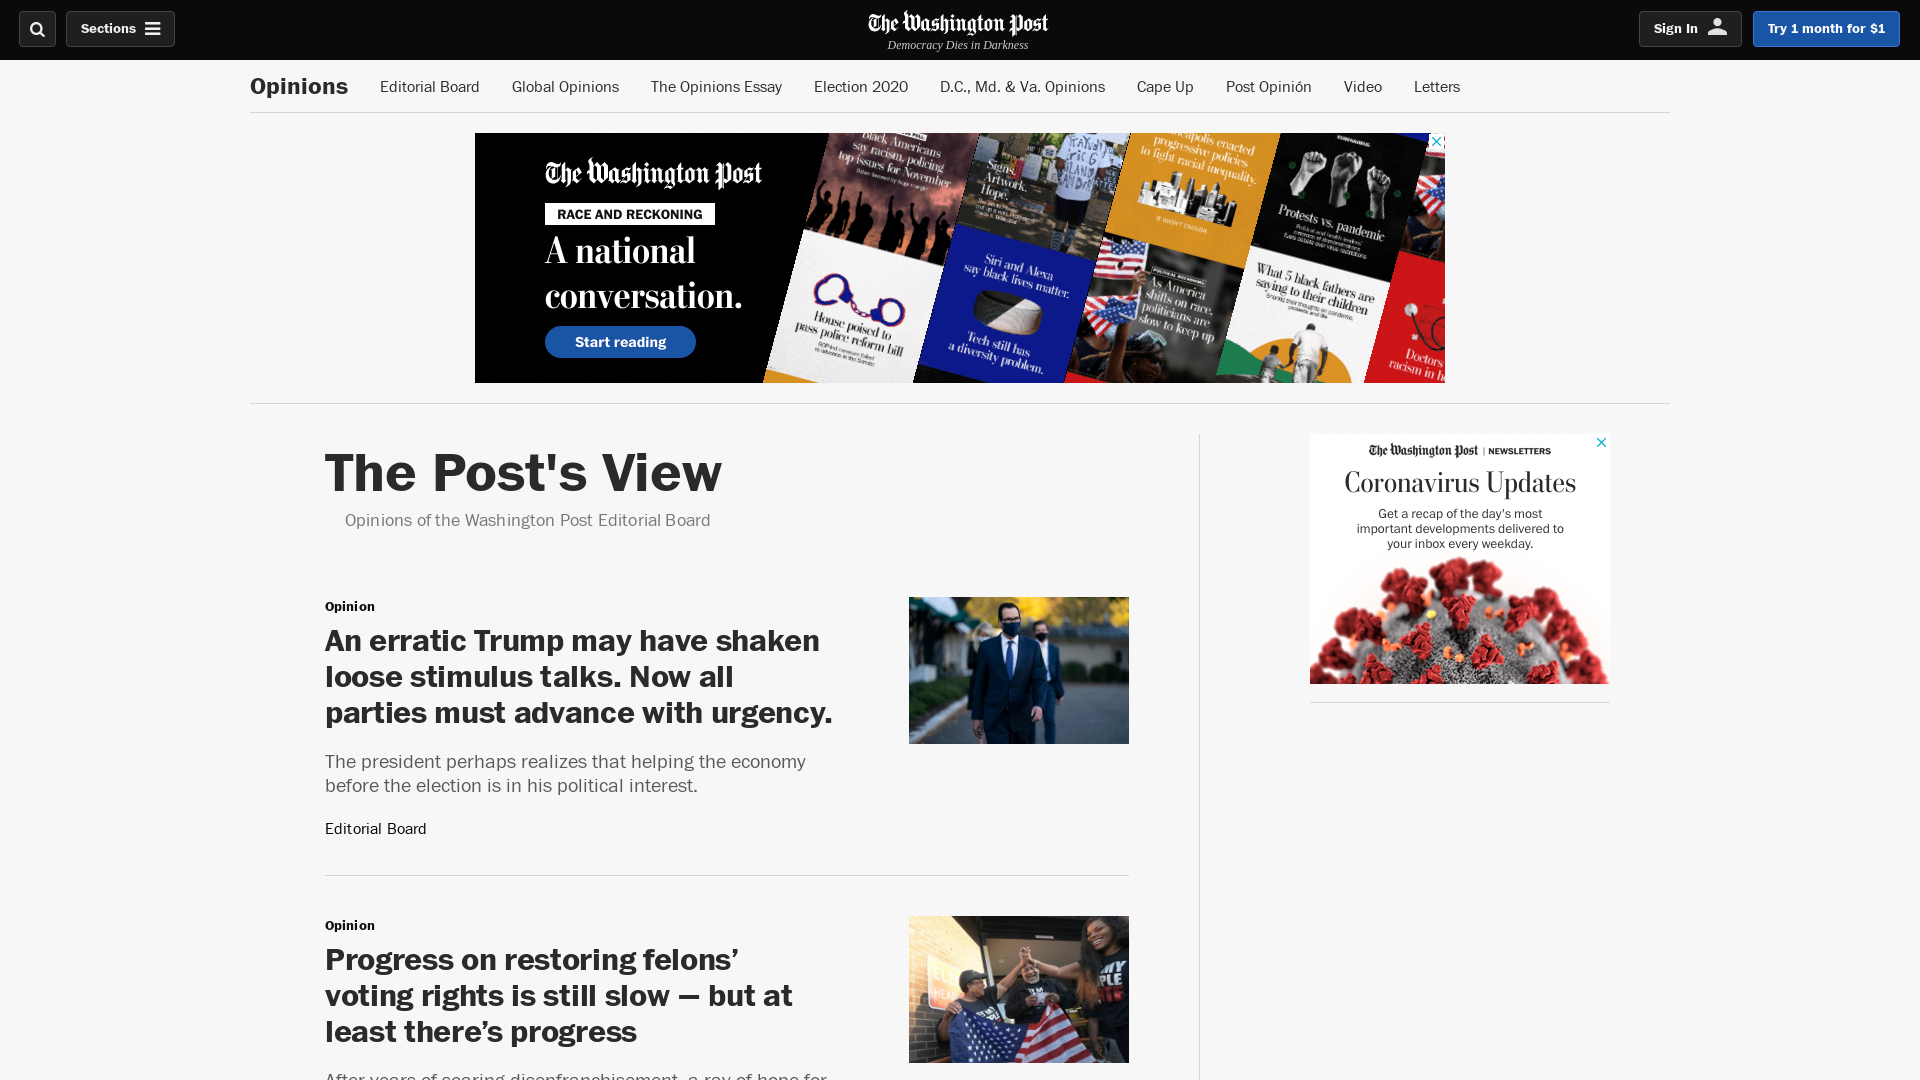 Sections
The Washington Post
Democracy Dies in Darkness
Sign In
Try 1 month for $1
Opinions
Editorial Board
Global Opinions
The Opinions Essay
Election 2020
D.C., Md. & Va. Opinions
Cape Up
Post Opinión
Video
Letters
The Washington Post
RACE AND RECKONING
A national
conversation.
Start reading
Black Americans
say racism, policing
top issues for November
Signs.
Artwork.
Hope.
progressive policies
to fight racial inequality.
IT WASN'T ENOUGH
CORONAVIRUS
Protests vs. pandemic
House poised to
pass police reform bill
Siri and Alexa
say black lives matter.
Tech still has
a diversity problem.
As America
shifts on race,
politicians are
slow to keep up
What 5 black fathers are
saying to their children
Doctors
racism in
The Post's View
Opinions of the Washington Post Editorial Board
Opinion
An erratic Trump may have shaken
loose stimulus talks. Now all
parties must advance with urgency.
The president perhaps realizes that helping the economy
before the election is in his political interest.
Editorial Board
Opinion
Progress on restoring felons’
voting rights is still slow — but at
least there’s progress
After years of soaring disenfranchisement, a ray of hope for
The Washington Post | NEWSLETTERS
Coronavirus Updates
Get a recap of the day's most
important developments delivered to
your inbox every weekday.